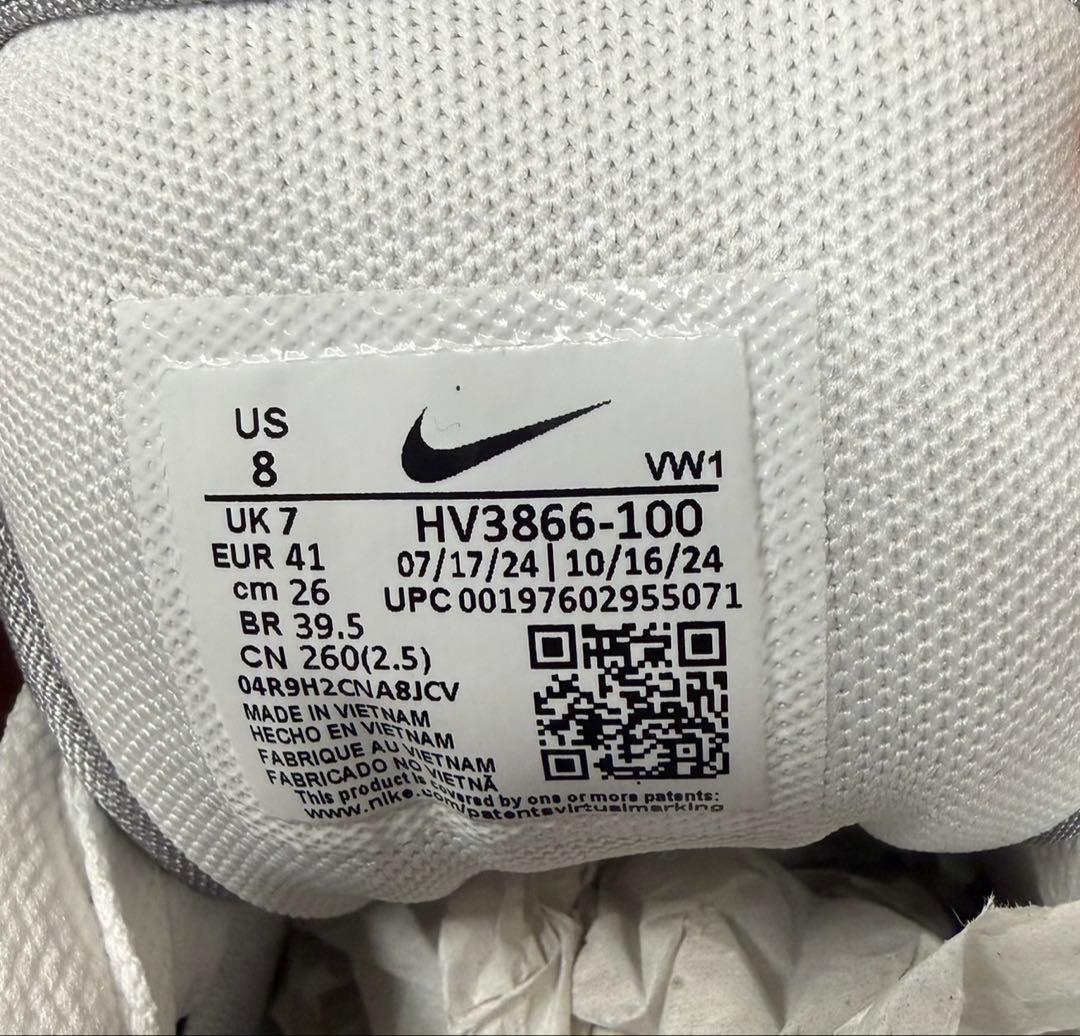 US
8
VW1
UK 7
HV3866-100
EUR 41
07/17/24 | 10/16/24
cm 26
UPC 00197602955071
BR 39.5
CN 260(2.5)
04R9H2CNA8JCV
MADE IN VIETNAM
HECHO EN VIETNAM
FABRIQUE AU VIETNAM
FABRICADO NO VIETNÃ
This product is covered by one or more patents:
www.nike.com/patentsvirtualmarking